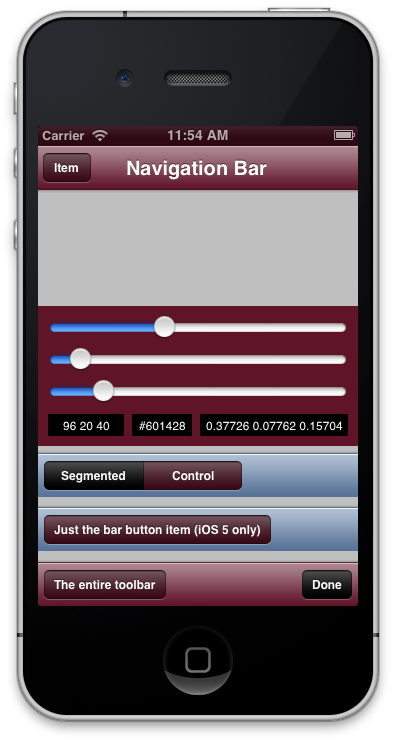 Carrier 11:54 AM
Item Navigation Bar
96 20 40 #601428 0.37726 0.07762 0.15704
Segmented Control
Just the bar button item (iOS 5 only)
The entire toolbar Done